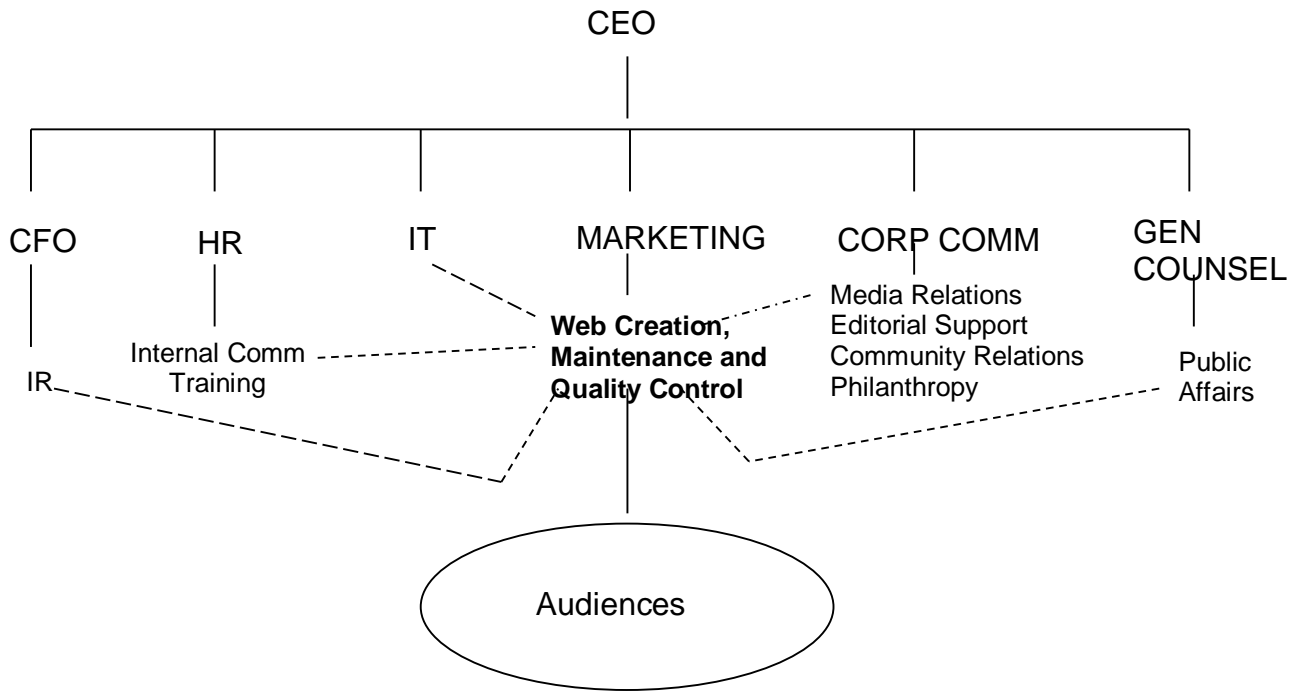 CEO
CFO
HR
IT
MARKETING
CORP COMM
GEN
COUNSEL
IR
Internal Comm
Training
Web Creation,
Maintenance and
Quality Control
Media Relations
Editorial Support
Community Relations
Philanthropy
Public
Affairs
Audiences